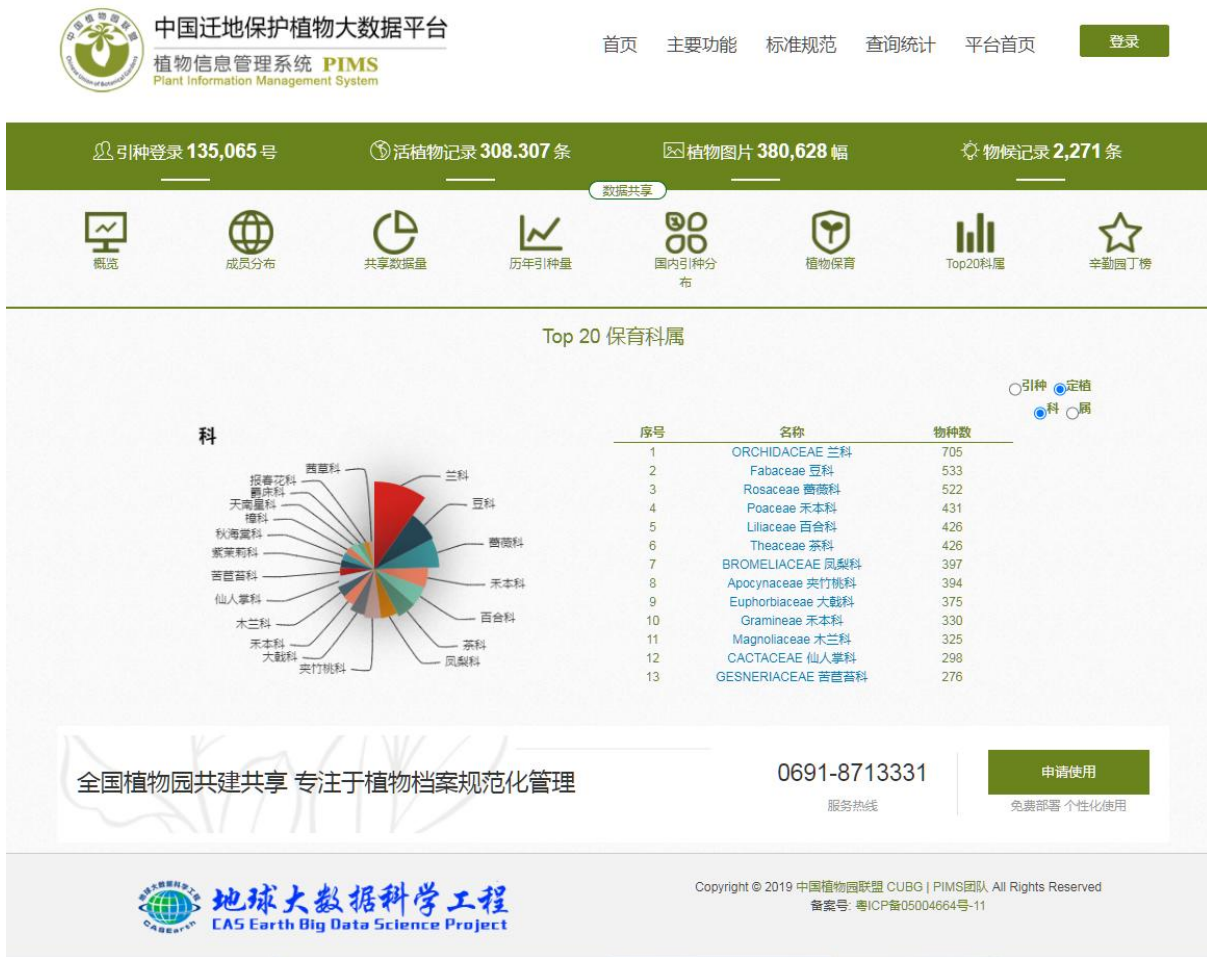 中国迁地保护植物大数据平台
植物信息管理系统 PIMS
Plant Information Management System
首页 主要功能 标准规范 查询统计 平台首页 登录
引种登录 135,065 号
活植物记录 308.307 条
植物图片 380,628 幅
物候记录 2,271 条
数据共享
概览
成员分布
共享数据量
历年引种量
国内引种分
布
植物保育
Top20科属
辛勤园丁榜
Top 20 保育科属
引种 定植
科 属
科
茜草科
报春花科
爵床科
天南星科
樟科
秋海棠科
紫茉莉科
苦苣苔科
仙人掌科
木兰科
禾本科
大戟科
夹竹桃科
兰科
豆科
蔷薇科
禾本科
百合科
茶科
凤梨科
序号 名称 物种数
1 ORCHIDACEAE 兰科 705
2 Fabaceae 豆科 533
3 Rosaceae 蔷薇科 522
4 Poaceae 禾本科 431
5 Liliaceae 百合科 426
6 Theaceae 茶科 426
7 BROMELIACEAE 凤梨科 397
8 Apocynaceae 夹竹桃科 394
9 Euphorbiaceae 大戟科 375
10 Gramineae 禾本科 330
11 Magnoliaceae 木兰科 325
12 CACTACEAE 仙人掌科 298
13 GESNERIACEAE 苦苣苔科 276
全国植物园共建共享 专注于植物档案规范化管理
0691-8713331
服务热线
申请使用
免费部署 个性化使用
地球大数据科学工程
CAS Earth Big Data Science Project
CASEarth
Copyright © 2019 中国植物园联盟 CUBG | PIMS团队 All Rights Reserved
备案号: 粤ICP备05004664号-11